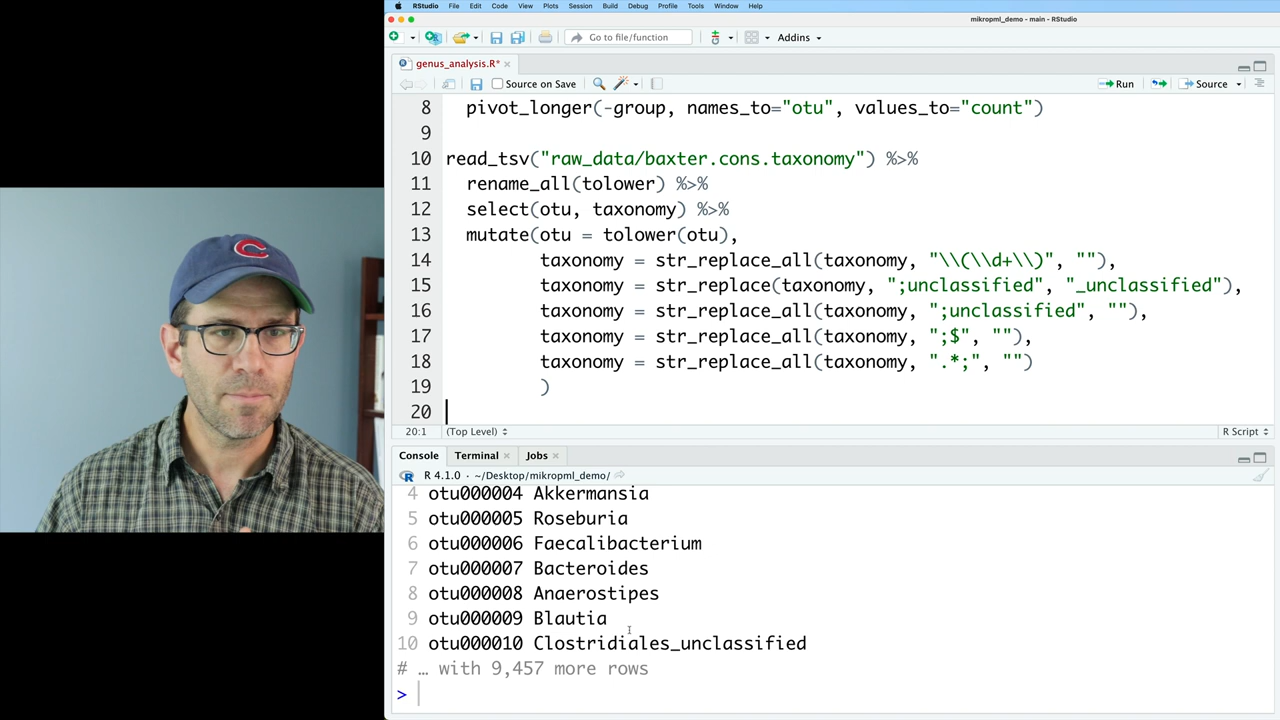 RStudio File Edit Code View Plots Session Build Debug Profile Tools Window Help
mikropml_demo - main - RStudio
Go to file/function Addins
genus_analysis.R*
Source on Save Run Source
8 pivot_longer(-group, names_to="otu", values_to="count")
9
10 read_tsv("raw_data/baxter.cons.taxonomy") %>%
11 rename_all(tolower) %>%
12 select(otu, taxonomy) %>%
13 mutate(otu = tolower(otu),
14 taxonomy = str_replace_all(taxonomy, "\\(\\d+\\)", ""),
15 taxonomy = str_replace(taxonomy, ";unclassified", "_unclassified"),
16 taxonomy = str_replace_all(taxonomy, ";unclassified", ""),
17 taxonomy = str_replace_all(taxonomy, ";$", ""),
18 taxonomy = str_replace_all(taxonomy, ".*;", "")
19 )
20
20:1 (Top Level) R Script
Console Terminal Jobs
R 4.1.0 · ~/Desktop/mikropml_demo/
4 otu000004 Akkermansia
5 otu000005 Roseburia
6 otu000006 Faecalibacterium
7 otu000007 Bacteroides
8 otu000008 Anaerostipes
9 otu000009 Blautia
10 otu000010 Clostridiales_unclassified
# … with 9,457 more rows
>